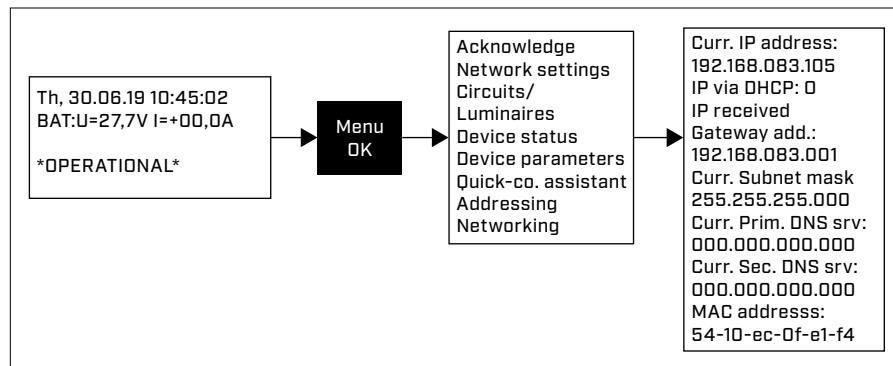 Th, 30.06.19 10:45:02
BAT:U=27,7V I=+00,0A
*OPERATIONAL*
Menu
OK
Acknowledge
Network settings
Circuits/
Luminaires
Device status
Device parameters
Quick-co. assistant
Addressing
Networking
Curr. IP address:
192.168.083.105
IP via DHCP: 0
IP received
Gateway add.:
192.168.083.001
Curr. Subnet mask
255.255.255.000
Curr. Prim. DNS srv:
000.000.000.000
Curr. Sec. DNS srv:
000.000.000.000
MAC addresss:
54-10-ec-0f-e1-f4